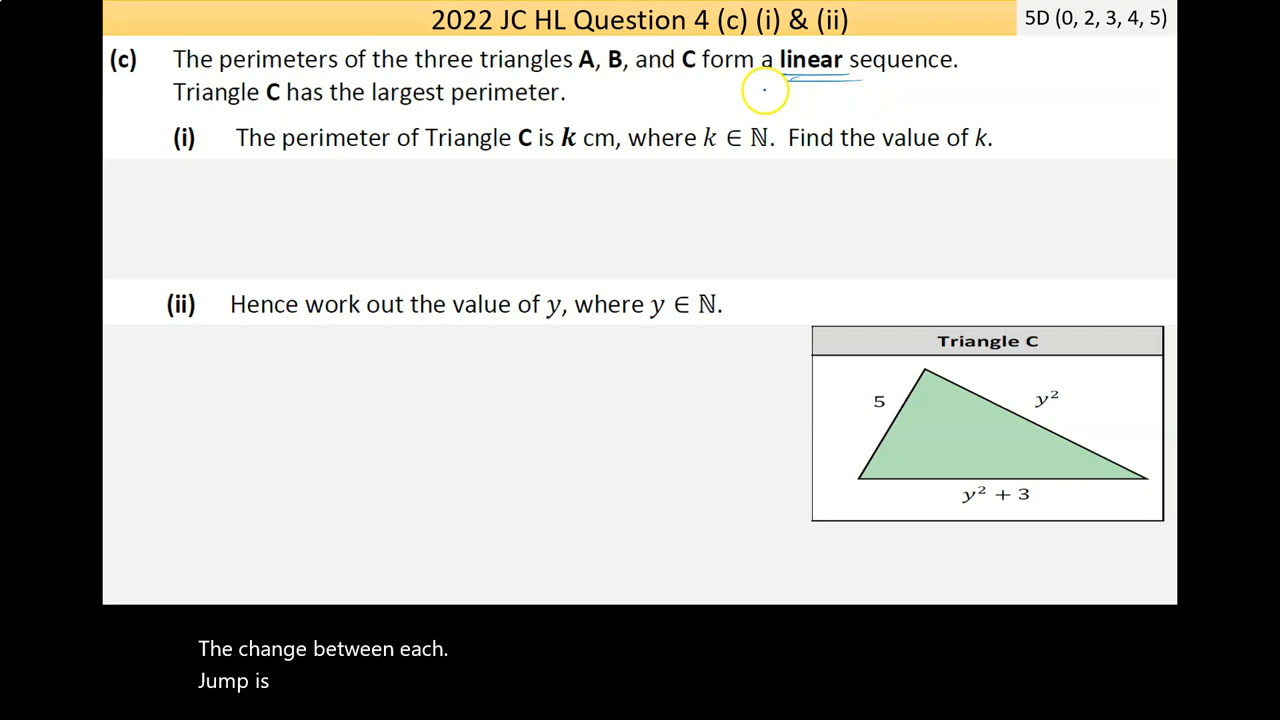 2022 JC HL Question 4 (c) (i) & (ii)
5D (0, 2, 3, 4, 5)
(c) The perimeters of the three triangles A, B, and C form a linear sequence.
Triangle C has the largest perimeter.
(i) The perimeter of Triangle C is k cm, where k ∈ ℕ. Find the value of k.
(ii) Hence work out the value of y, where y ∈ ℕ.
Triangle C
5
y²
y² + 3
The change between each.
Jump is